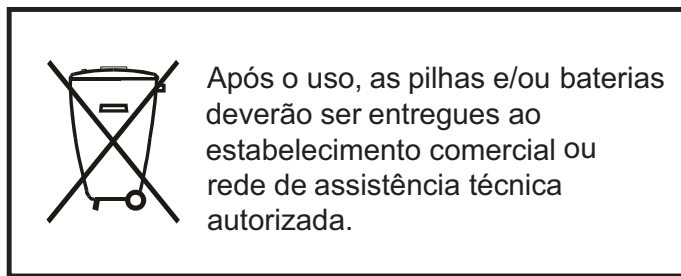 Após o uso, as pilhas e/ou baterias
deverão ser entregues ao
estabelecimento comercial ou
rede de assistência técnica
autorizada.